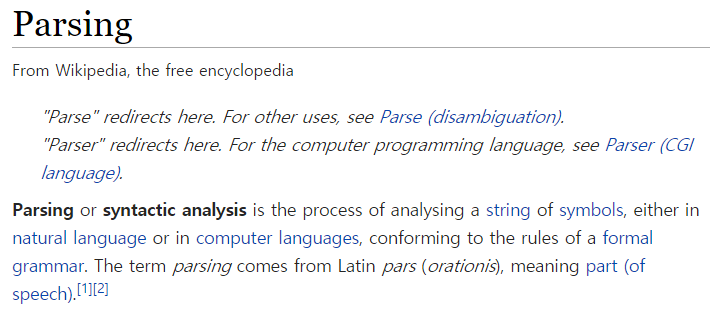 Parsing
From Wikipedia, the free encyclopedia
"Parse" redirects here. For other uses, see Parse (disambiguation).
"Parser" redirects here. For the computer programming language, see Parser (CGI
language).
Parsing or syntactic analysis is the process of analysing a string of symbols, either in
natural language or in computer languages, conforming to the rules of a formal
grammar. The term parsing comes from Latin pars (orationis), meaning part (of
speech).[1][2]